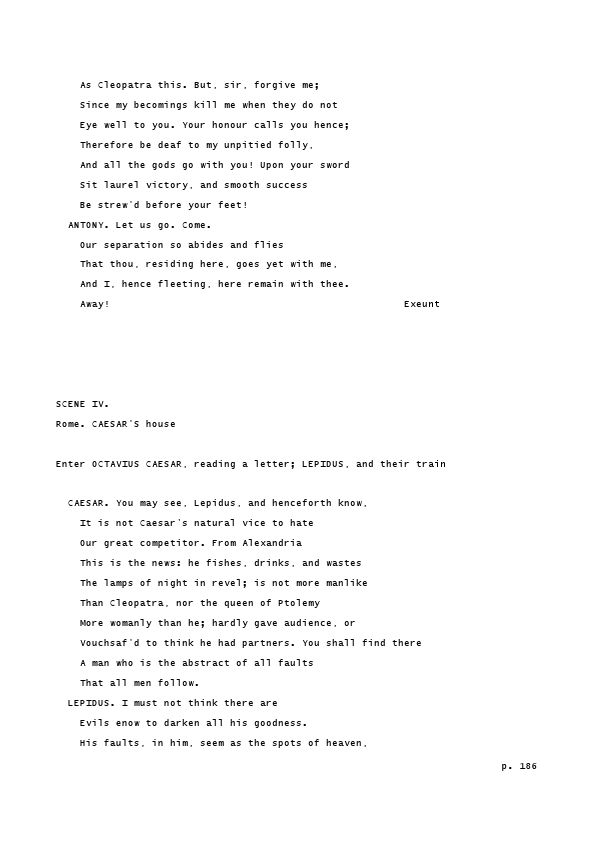 As Cleopatra this. But, sir, forgive me;
Since my becomings kill me when they do not
Eye well to you. Your honour calls you hence;
Therefore be deaf to my unpitied folly,
And all the gods go with you! Upon your sword
Sit laurel victory, and smooth success
Be strew'd before your feet!
ANTONY. Let us go. Come.
Our separation so abides and flies
That thou, residing here, goes yet with me,
And I, hence fleeting, here remain with thee.
Away! Exeunt
SCENE IV.
Rome. CAESAR'S house
Enter OCTAVIUS CAESAR, reading a letter; LEPIDUS, and their train
CAESAR. You may see, Lepidus, and henceforth know,
It is not Caesar's natural vice to hate
Our great competitor. From Alexandria
This is the news: he fishes, drinks, and wastes
The lamps of night in revel; is not more manlike
Than Cleopatra, nor the queen of Ptolemy
More womanly than he; hardly gave audience, or
Vouchsaf'd to think he had partners. You shall find there
A man who is the abstract of all faults
That all men follow.
LEPIDUS. I must not think there are
Evils enow to darken all his goodness.
His faults, in him, seem as the spots of heaven,
p. 186